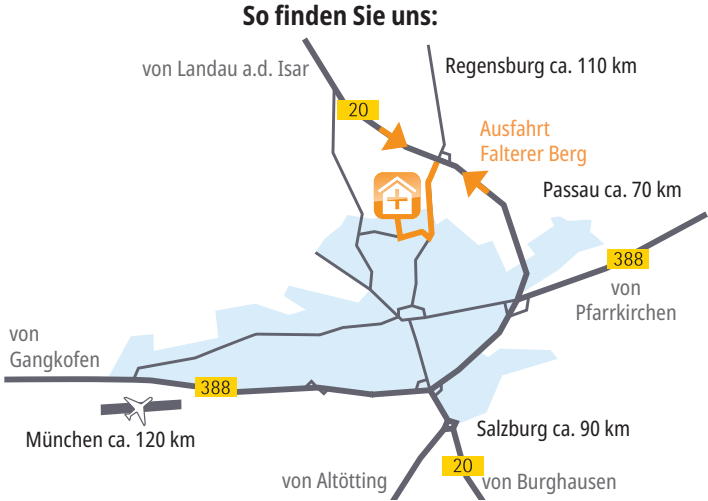 So finden Sie uns:
von Landau a.d. Isar
Regensburg ca. 110 km
20
Ausfahrt
Falterer Berg
Passau ca. 70 km
388
von
Pfarrkirchen
von
Gangkofen
388
München ca. 120 km
Salzburg ca. 90 km
20
von Altötting
von Burghausen